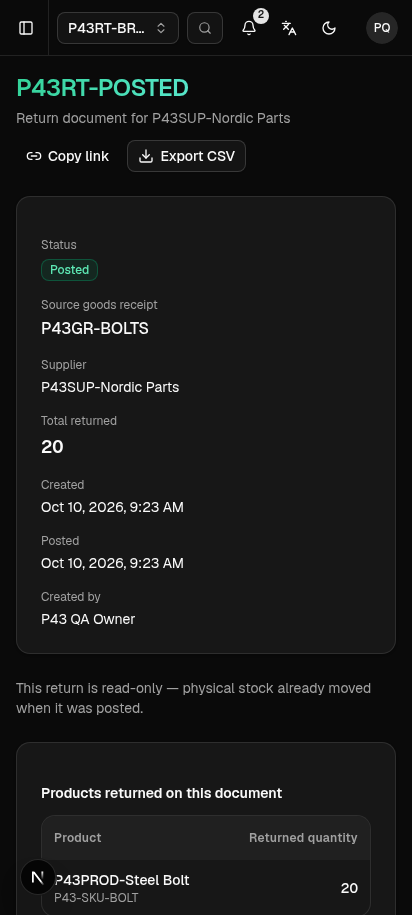 P43RT-BR...
2
PQ
P43RT-POSTED
Return document for P43SUP-Nordic Parts
Copy link
Export CSV
Status
Posted
Source goods receipt
P43GR-BOLTS
Supplier
P43SUP-Nordic Parts
Total returned
20
Created
Oct 10, 2026, 9:23 AM
Posted
Oct 10, 2026, 9:23 AM
Created by
P43 QA Owner
This return is read-only — physical stock already moved
when it was posted.
Products returned on this document
Product Returned quantity
N
P43PROD-Steel Bolt 20
P43-SKU-BOLT